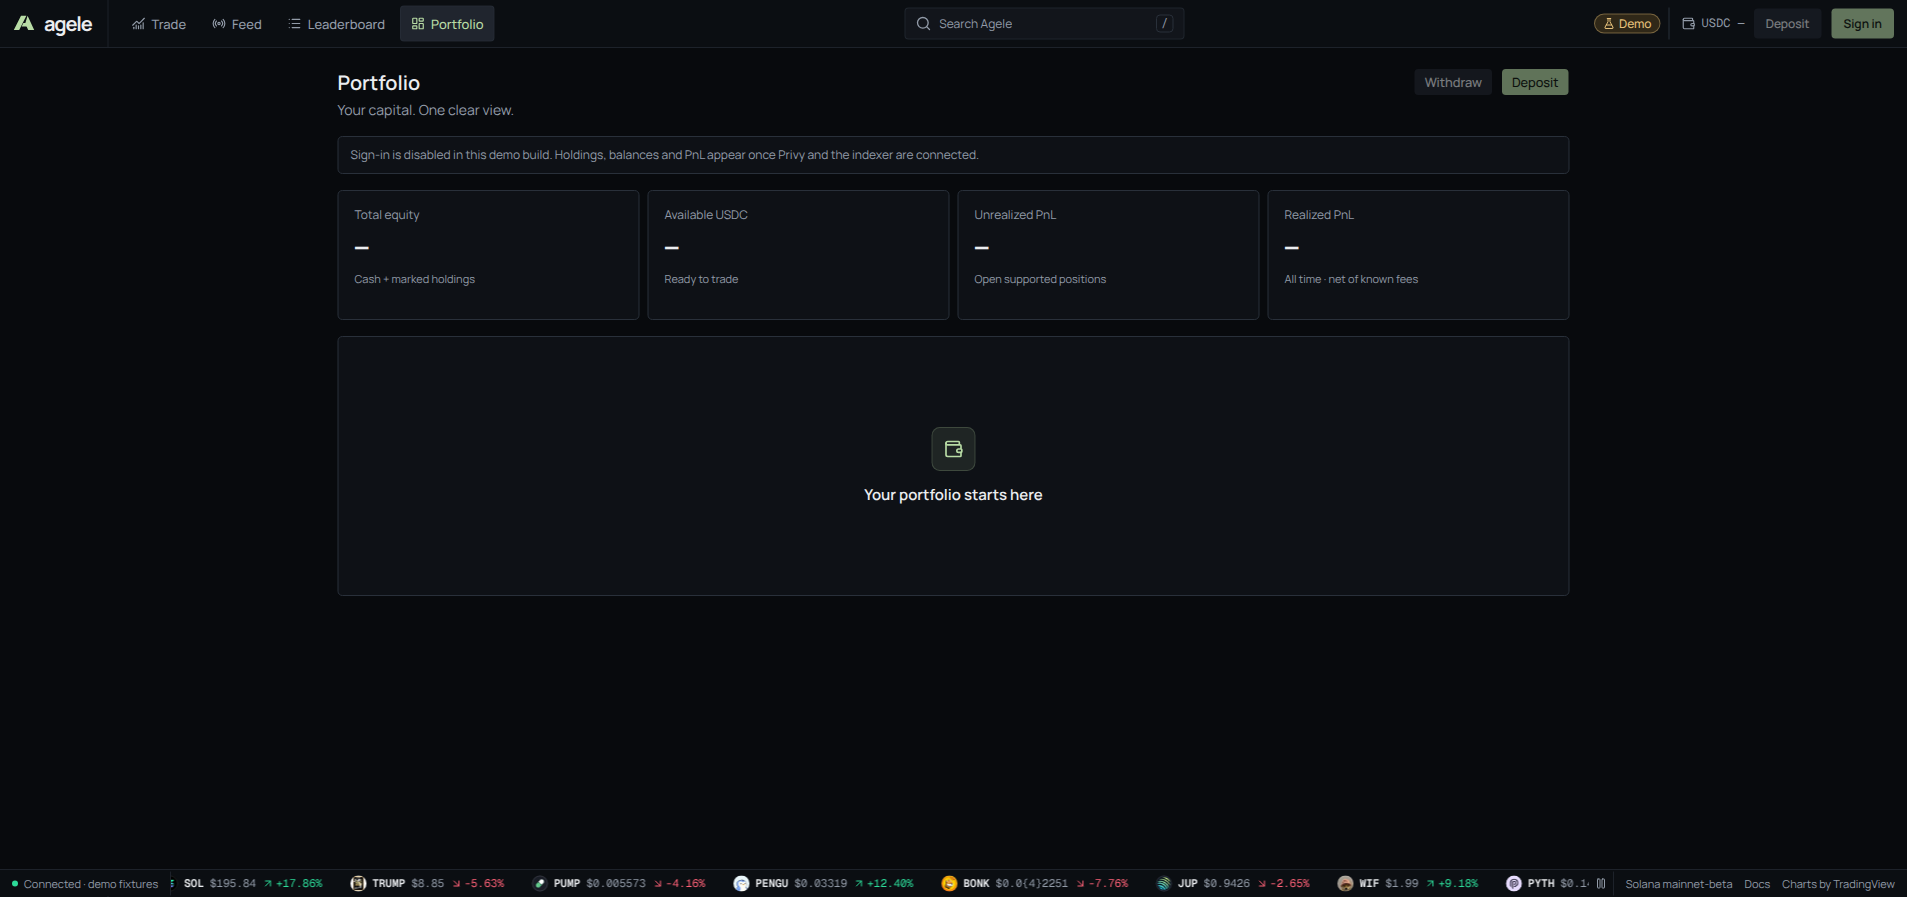 agele
Trade
Feed
Leaderboard
Portfolio
Search Agele
/
Demo
USDC –
Deposit
Sign in
Portfolio
Withdraw
Deposit
Your capital. One clear view.
Sign-in is disabled in this demo build. Holdings, balances and PnL appear once Privy and the indexer are connected.
Total equity
–
Cash + marked holdings
Available USDC
–
Ready to trade
Unrealized PnL
–
Open supported positions
Realized PnL
–
All time · net of known fees
Your portfolio starts here
Connected · demo fixtures
SOL $195.84 ↗ +17.86%
TRUMP $8.85 ↘ -5.63%
PUMP $0.005573 ↘ -4.16%
PENGU $0.03319 ↗ +12.40%
BONK $0.0{4}2251 ↘ -7.76%
JUP $0.9426 ↘ -2.65%
WIF $1.99 ↗ +9.18%
PYTH $0.1
Solana mainnet-beta
Docs
Charts by TradingView